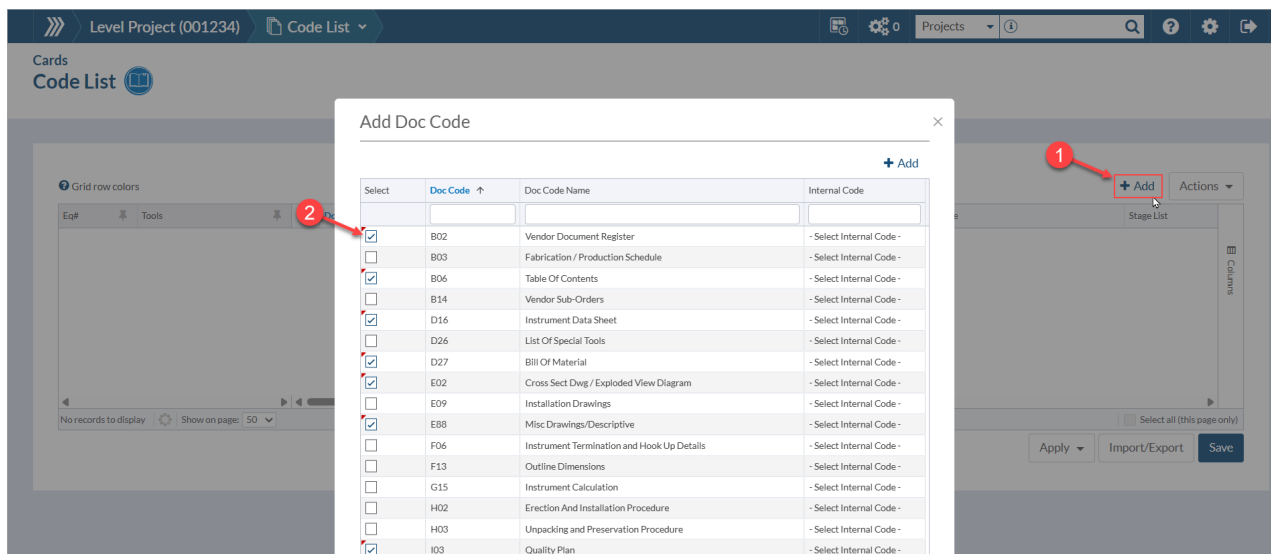 Level Project (001234) Code List 0 Projects
Cards
Code List
Add Doc Code
+ Add
1
Grid row colors
+ Add Actions
Select Doc Code Doc Code Name Internal Code
Eq# Tools Do e Stage List
2
B02 Vendor Document Register - Select Internal Code -
B03 Fabrication / Production Schedule - Select Internal Code -
B06 Table Of Contents - Select Internal Code -
Columns
B14 Vendor Sub-Orders - Select Internal Code -
D16 Instrument Data Sheet - Select Internal Code -
D26 List Of Special Tools - Select Internal Code -
D27 Bill Of Material - Select Internal Code -
E02 Cross Sect Dwg / Exploded View Diagram - Select Internal Code -
E09 Installation Drawings - Select Internal Code -
No records to display Show on page: 50 Select all (this page only)
E88 Misc Drawings/Descriptive - Select Internal Code -
F06 Instrument Termination and Hook Up Details - Select Internal Code -
Apply Import/Export Save
F13 Outline Dimensions - Select Internal Code -
G15 Instrument Calculation - Select Internal Code -
H02 Erection And Installation Procedure - Select Internal Code -
H03 Unpacking and Preservation Procedure - Select Internal Code -
I03 Quality Plan - Select Internal Code -